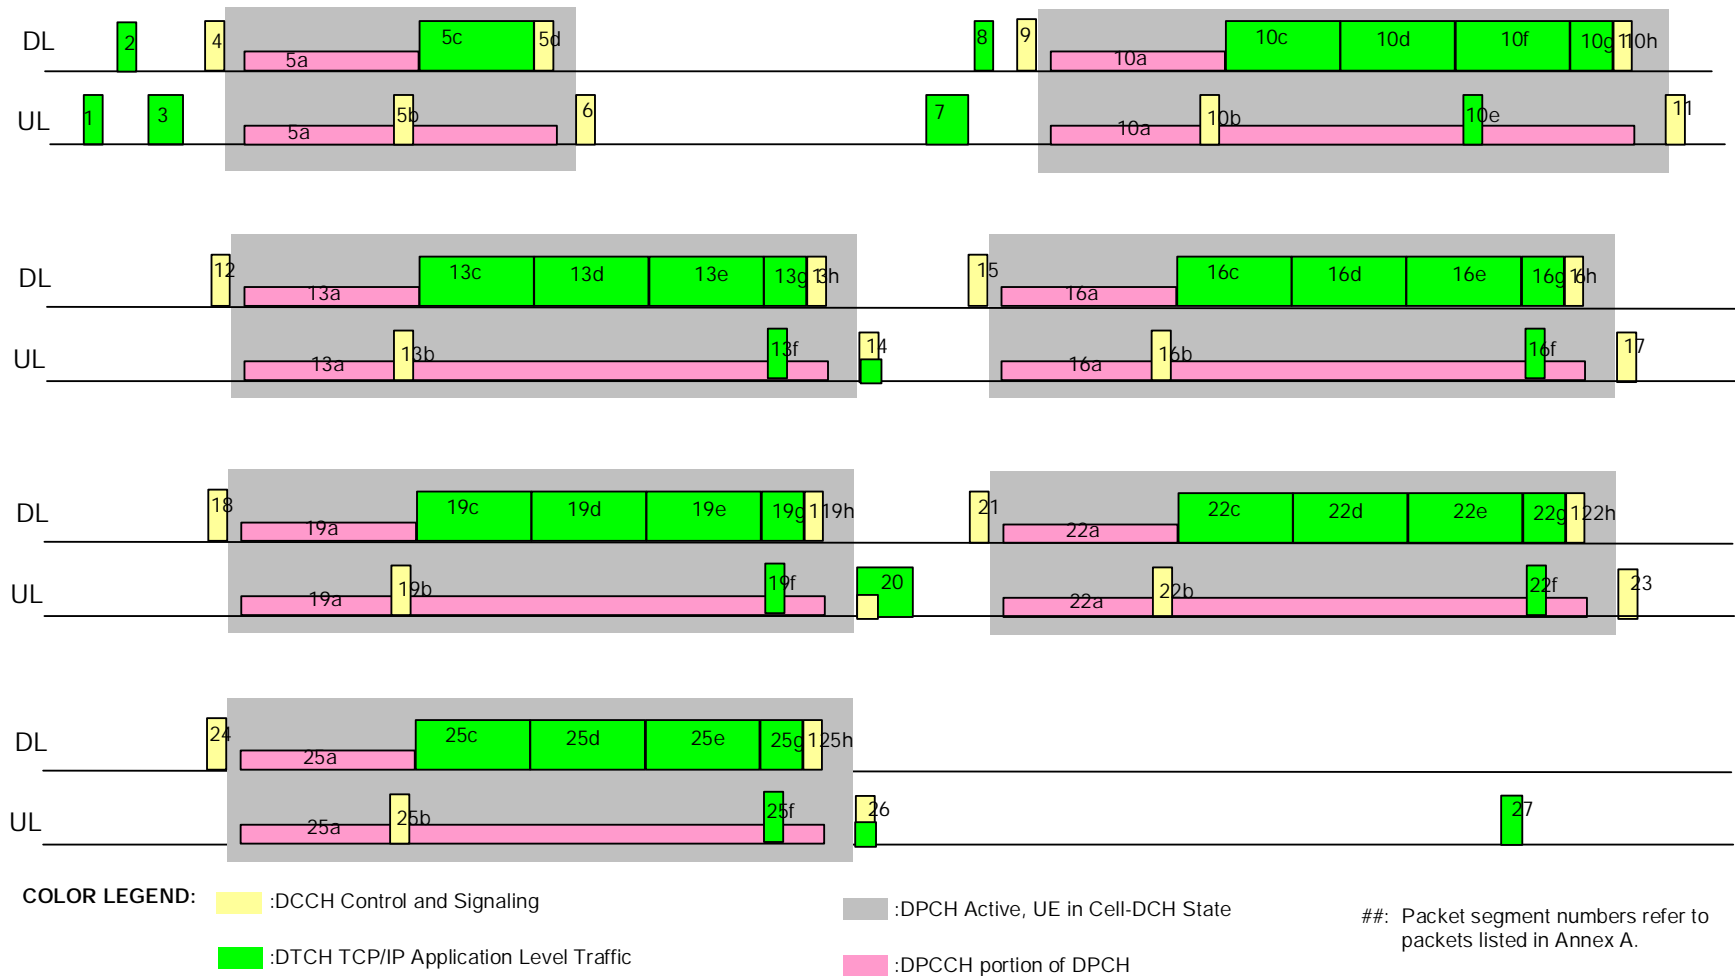 DL 2 4 5a 5c 5d 8 9 10a 10c 10d 10f 10g 1 10h
UL 1 3 5a 5b 6 7 10a 10b 10e 11
DL 12 13a 13c 13d 13e 13g 13h 15 16a 16c 16d 16e 16g 16h
UL 13a 13b 13f 14 16a 16b 16f 17
DL 18 19a 19c 19d 19e 19g 1 19h 21 22a 22c 22d 22e 22g 1 22h
UL 19a 19b 19f 20 22a 22b 22f 23
DL 24 25a 25c 25d 25e 25g 1 25h
UL 25a 25b 25f 26 27
COLOR LEGEND: :DCCH Control and Signaling
:DPCH Active, UE in Cell-DCH State
##: Packet segment numbers refer to
packets listed in Annex A.
:DTCH TCP/IP Application Level Traffic
:DPCCH portion of DPCH